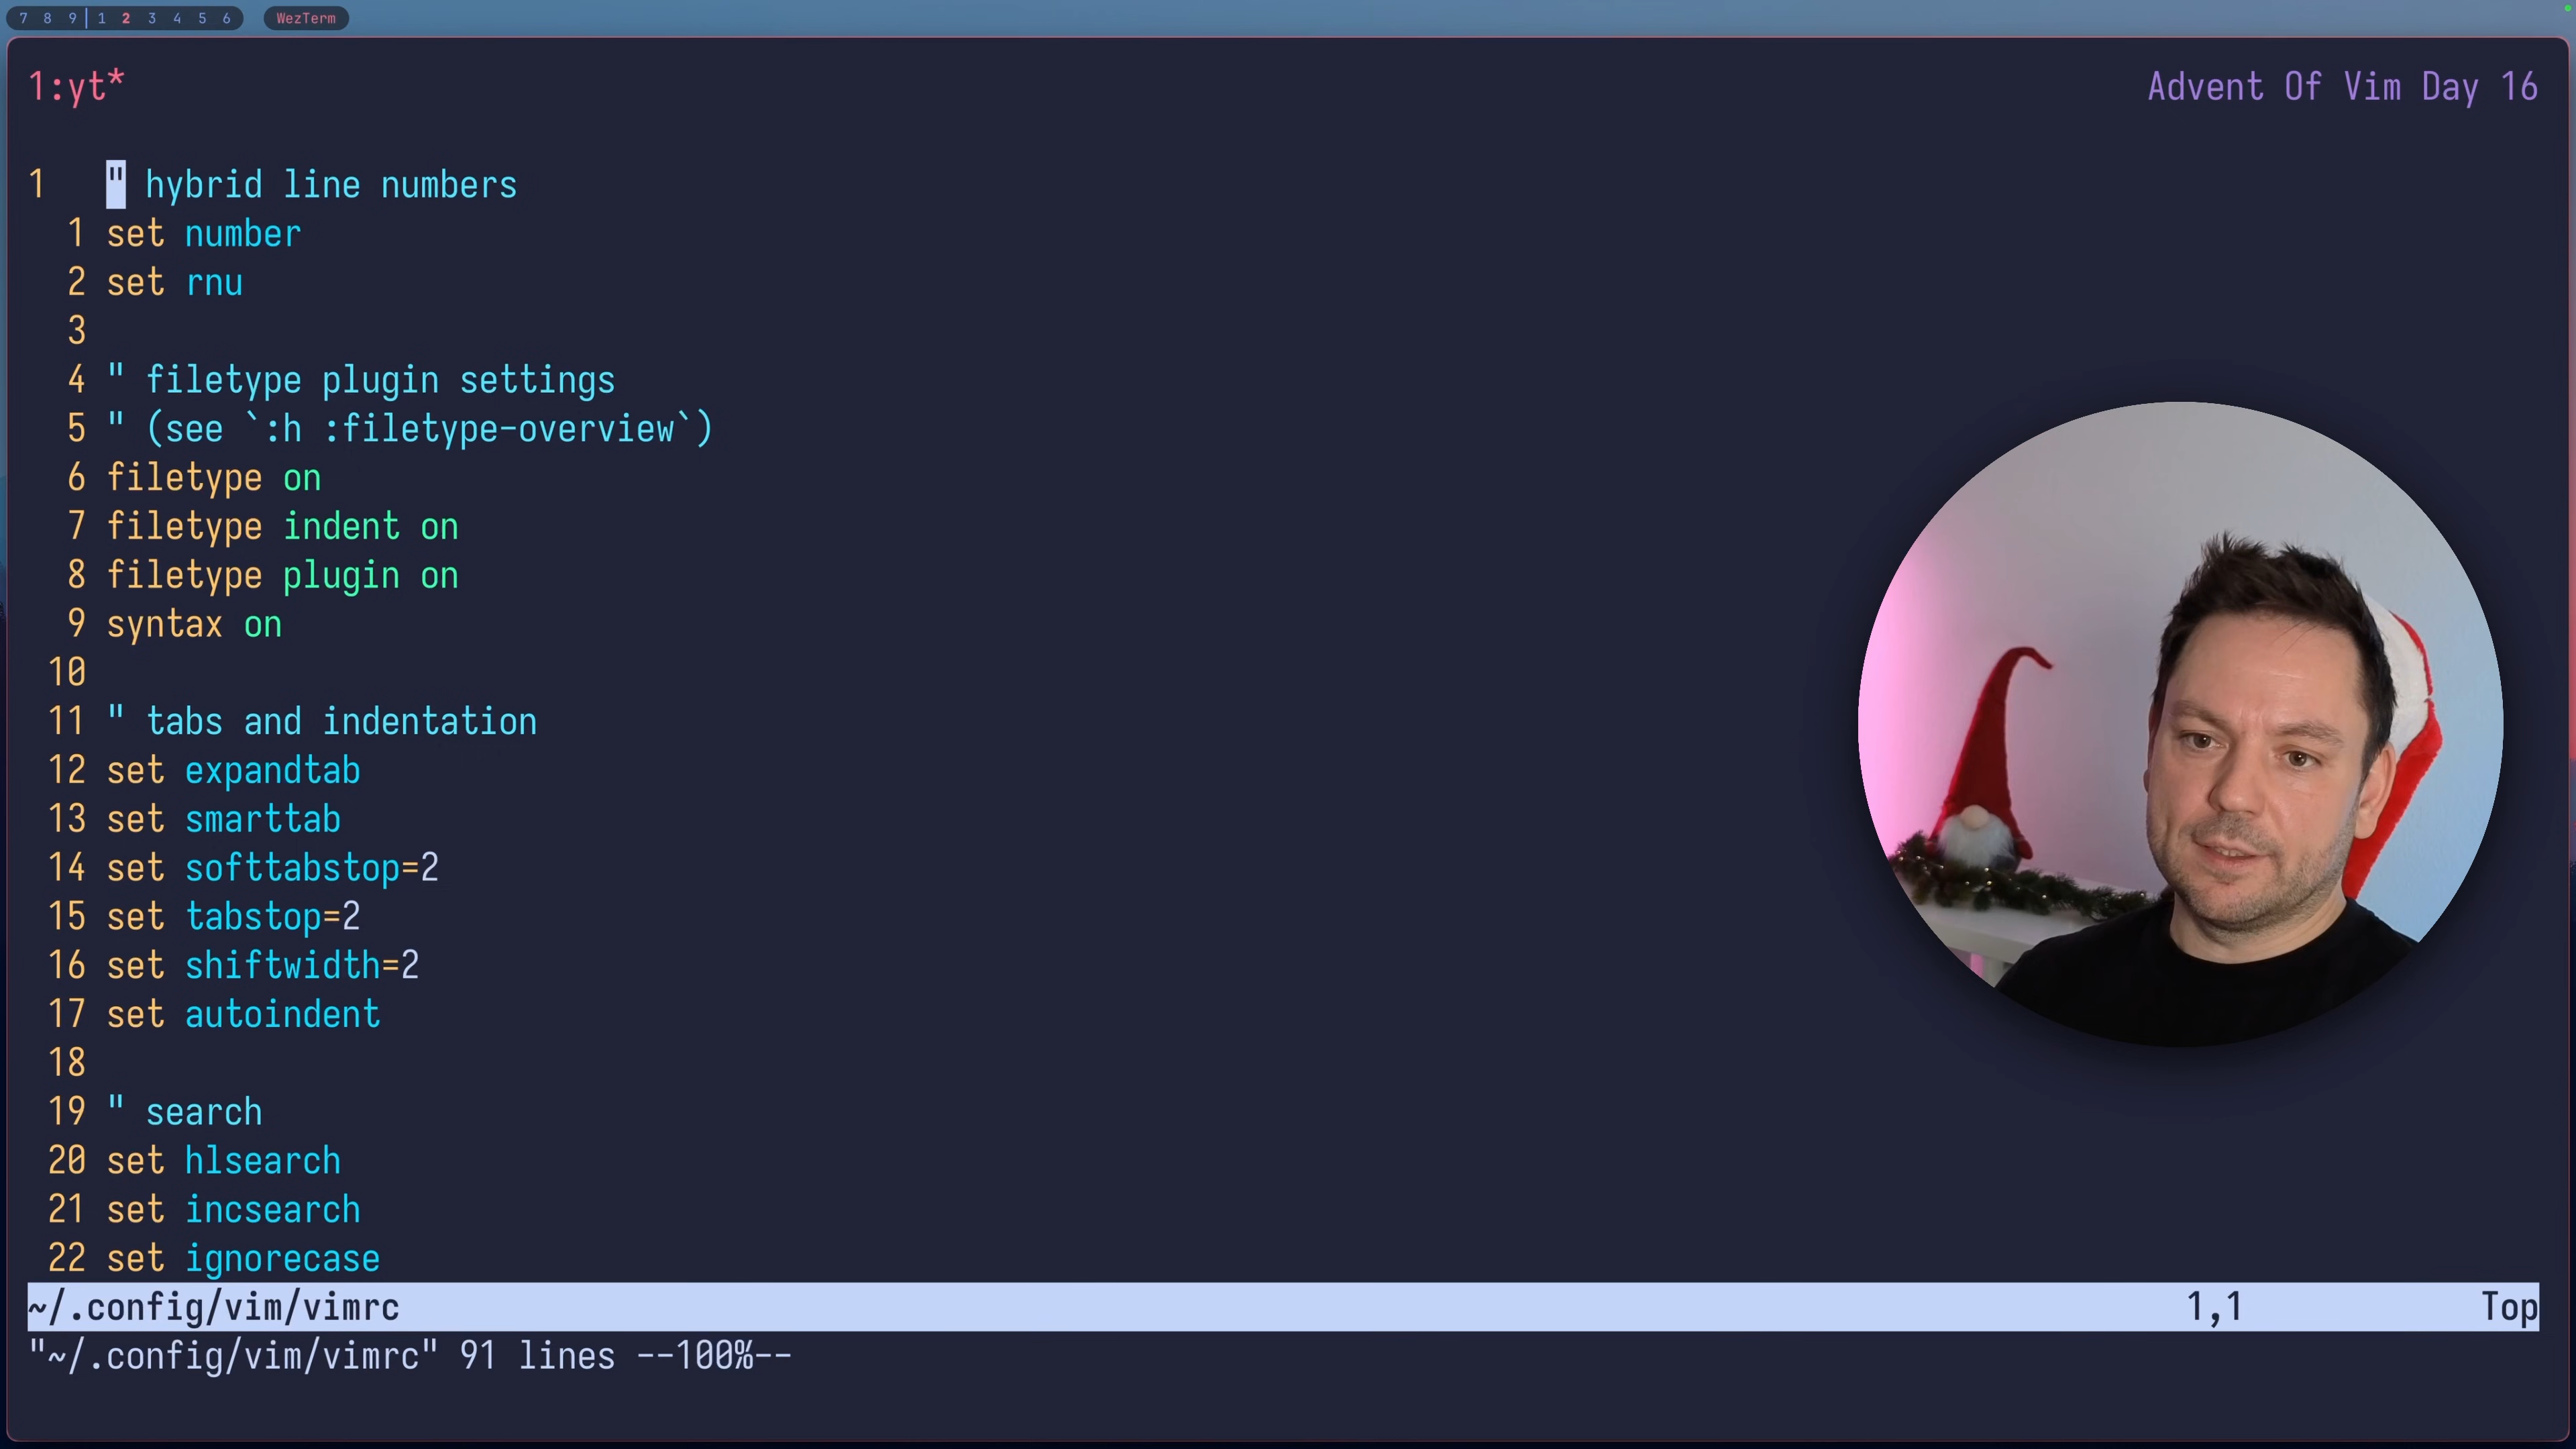 7 8 9 1 2 3 4 5 6 WezTerm
1:yt* Advent Of Vim Day 16
1 " hybrid line numbers
1 set number
2 set rnu
3
4 " filetype plugin settings
5 " (see `:h :filetype-overview`)
6 filetype on
7 filetype indent on
8 filetype plugin on
9 syntax on
10
11 " tabs and indentation
12 set expandtab
13 set smarttab
14 set softtabstop=2
15 set tabstop=2
16 set shiftwidth=2
17 set autoindent
18
19 " search
20 set hlsearch
21 set incsearch
22 set ignorecase
~/.config/vim/vimrc 1,1 Top
"~/.config/vim/vimrc" 91 lines --100%--